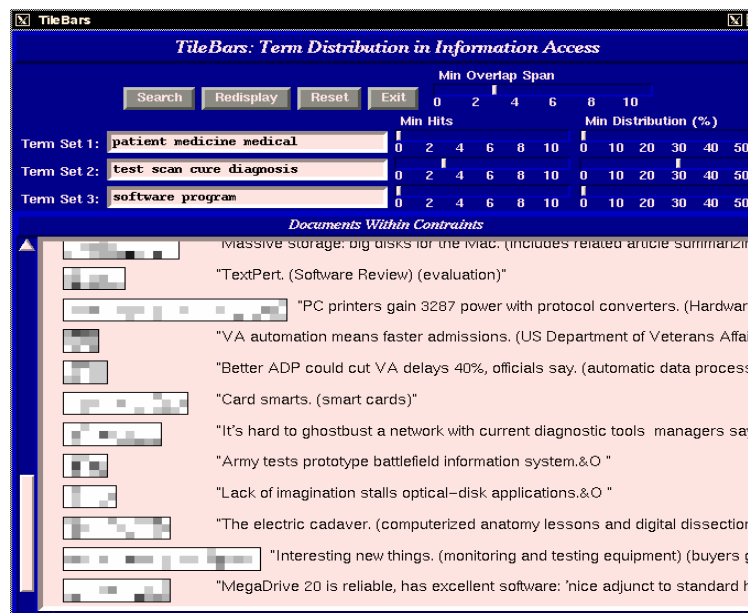 TileBars
TileBars: Term Distribution in Information Access
Min Overlap Span
Search Redisplay Reset Exit
0 2 4 6 8 10
Min Hits Min Distribution (%)
Term Set 1: patient medicine medical
0 2 4 6 8 10 0 10 20 30 40 50
Term Set 2: test scan cure diagnosis
0 2 4 6 8 10 0 10 20 30 40 50
Term Set 3: software program
0 2 4 6 8 10 0 10 20 30 40 50
Documents Within Contraints
"Massive storage: big disks for the Mac. (includes related article summarizin
"TextPert. (Software Review) (evaluation)"
"PC printers gain 3287 power with protocol converters. (Hardwar
"VA automation means faster admissions. (US Department of Veterans Affai
"Better ADP could cut VA delays 40%, officials say. (automatic data process
"Card smarts. (smart cards)"
"It's hard to ghostbust a network with current diagnostic tools managers say
"Army tests prototype battlefield information system.&O "
"Lack of imagination stalls optical-disk applications.&O "
"The electric cadaver. (computerized anatomy lessons and digital dissection
"Interesting new things. (monitoring and testing equipment) (buyers g
"MegaDrive 20 is reliable, has excellent software: 'nice adjunct to standard h